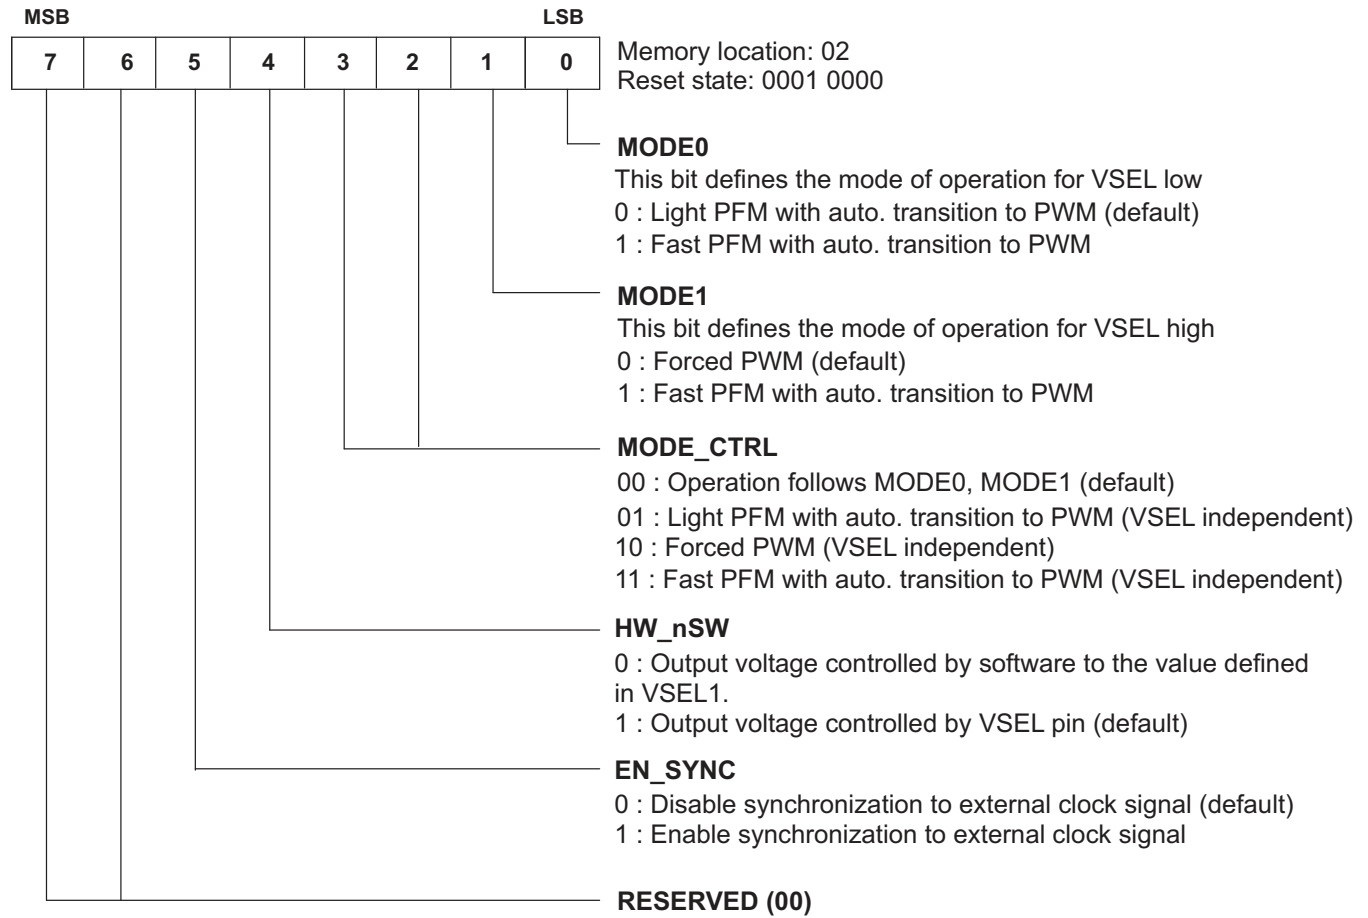 MSB LSB
7 6 5 4 3 2 1 0
Memory location: 02
Reset state: 0001 0000
MODE0
This bit defines the mode of operation for VSEL low
0 : Light PFM with auto. transition to PWM (default)
1 : Fast PFM with auto. transition to PWM
MODE1
This bit defines the mode of operation for VSEL high
0 : Forced PWM (default)
1 : Fast PFM with auto. transition to PWM
MODE_CTRL
00 : Operation follows MODE0, MODE1 (default)
01 : Light PFM with auto. transition to PWM (VSEL independent)
10 : Forced PWM (VSEL independent)
11 : Fast PFM with auto. transition to PWM (VSEL independent)
HW_nSW
0 : Output voltage controlled by software to the value defined
in VSEL1.
1 : Output voltage controlled by VSEL pin (default)
EN_SYNC
0 : Disable synchronization to external clock signal (default)
1 : Enable synchronization to external clock signal
RESERVED (00)